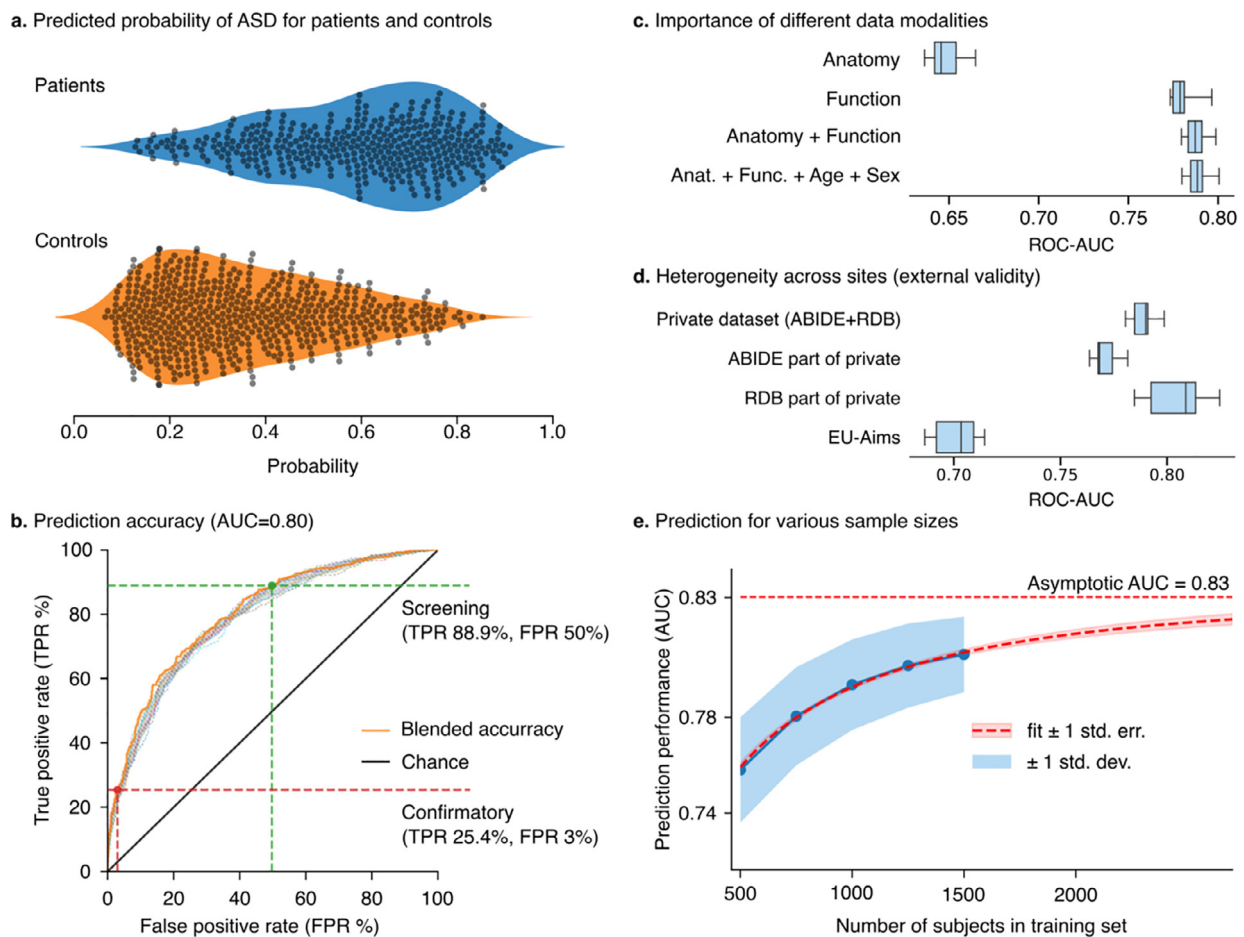 a. Predicted probability of ASD for patients and controls
Patients
Controls
0.0 0.2 0.4 0.6 0.8 1.0
Probability
b. Prediction accuracy (AUC=0.80)
100
80
60
40
20
0
True positive rate (TPR %)
Screening
(TPR 88.9%, FPR 50%)
Blended accurracy
Chance
Confirmatory
(TPR 25.4%, FPR 3%)
0 20 40 60 80 100
False positive rate (FPR %)
c. Importance of different data modalities
Anatomy
Function
Anatomy + Function
Anat. + Func. + Age + Sex
0.65 0.70 0.75 0.80
ROC-AUC
d. Heterogeneity across sites (external validity)
Private dataset (ABIDE+RDB)
ABIDE part of private
RDB part of private
EU-Aims
0.70 0.75 0.80
ROC-AUC
e. Prediction for various sample sizes
Asymptotic AUC = 0.83
0.83
0.78
0.74
Prediction performance (AUC)
fit ± 1 std. err.
± 1 std. dev.
500 1000 1500 2000
Number of subjects in training set